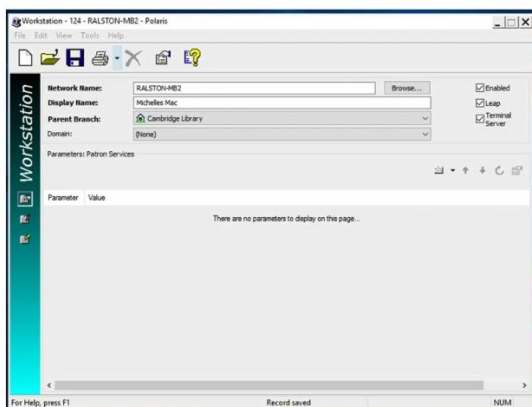 Workstation - 124 - RALSTON-MB2 - Polaris
File Edit View Tools Help
Workstation
Network Name: RALSTON-MB2 Browse... Enabled
Display Name: Michelles Mac Leap
Parent Branch: Cambridge Library Terminal Server
Domain: (None)
Parameters: Patron Services
Parameter Value
There are no parameters to display on this page...
For Help, press F1 Record saved NUM